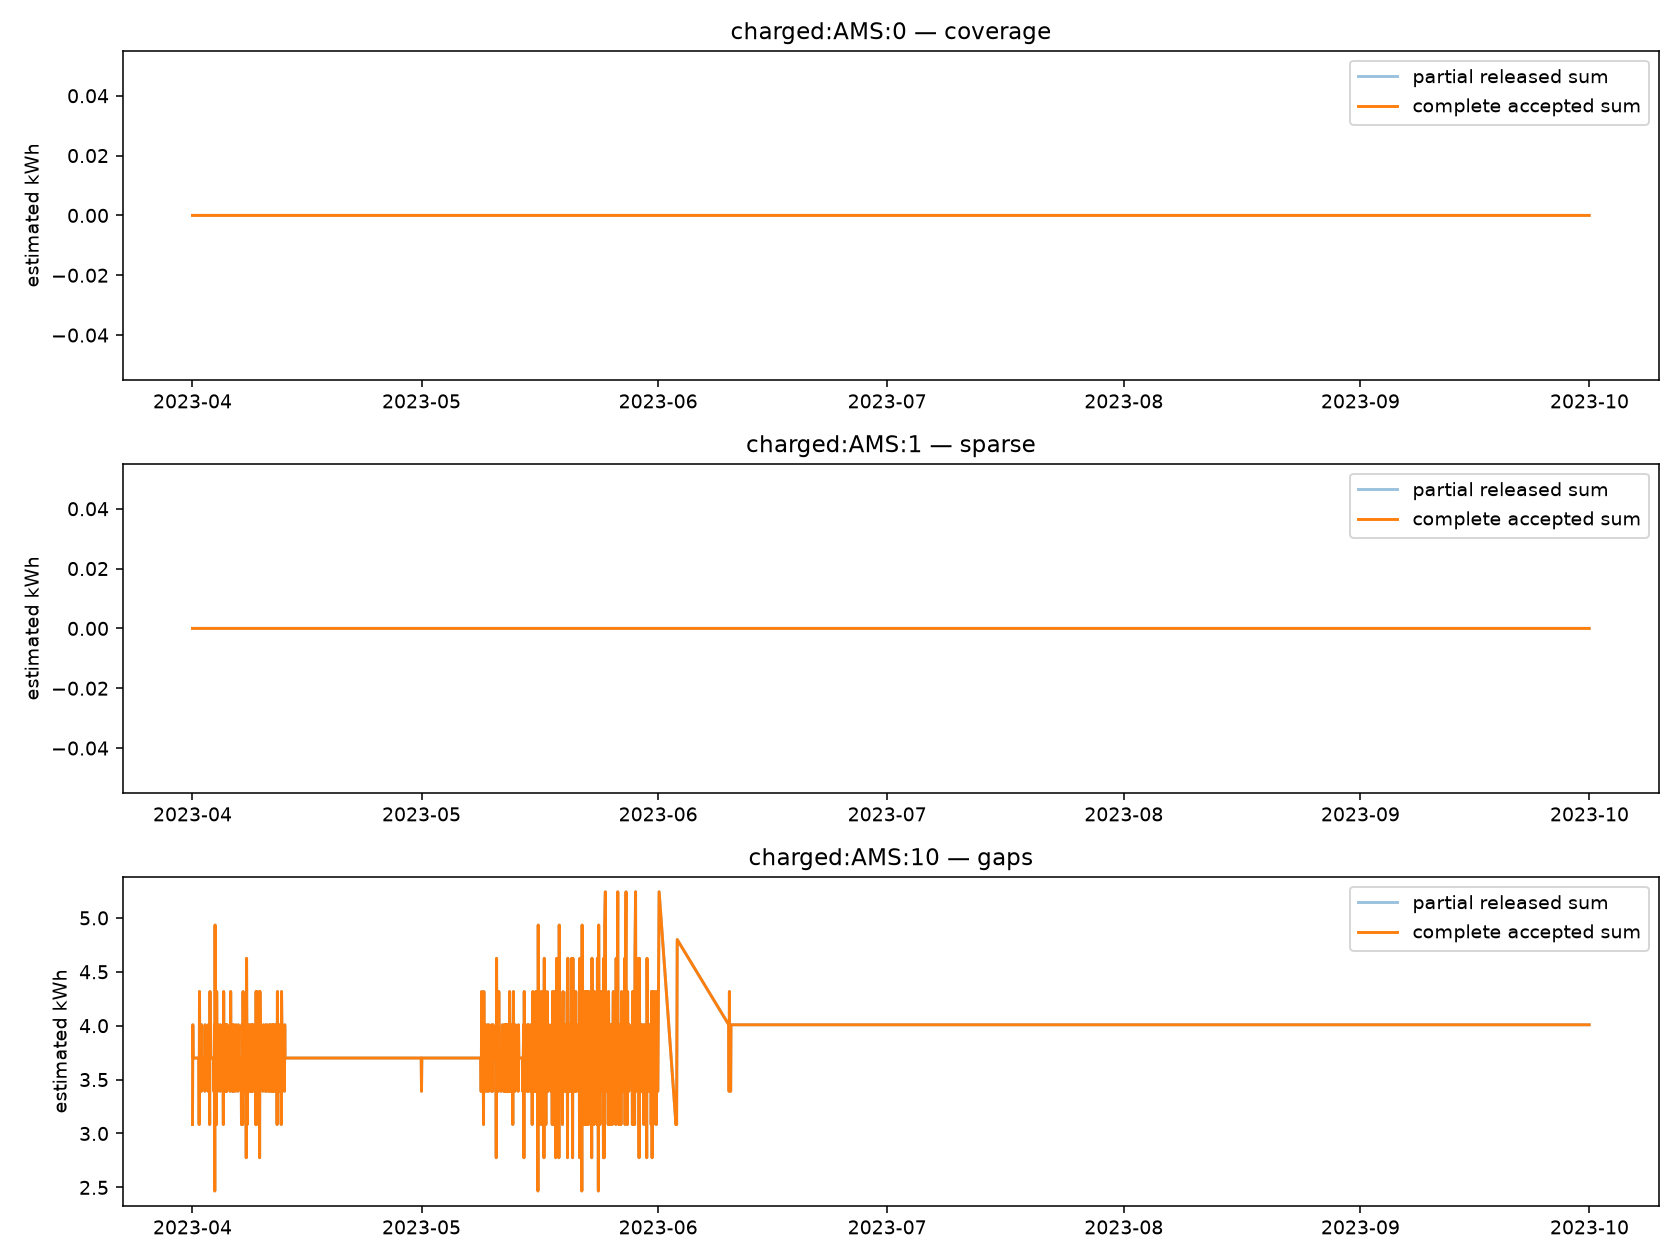 charged:AMS:0 — coverage
partial released sum
complete accepted sum
estimated kWh
0.04
0.02
0.00
−0.02
−0.04
2023-04 2023-05 2023-06 2023-07 2023-08 2023-09 2023-10
charged:AMS:1 — sparse
partial released sum
complete accepted sum
estimated kWh
0.04
0.02
0.00
−0.02
−0.04
2023-04 2023-05 2023-06 2023-07 2023-08 2023-09 2023-10
charged:AMS:10 — gaps
partial released sum
complete accepted sum
estimated kWh
5.0
4.5
4.0
3.5
3.0
2.5
2023-04 2023-05 2023-06 2023-07 2023-08 2023-09 2023-10